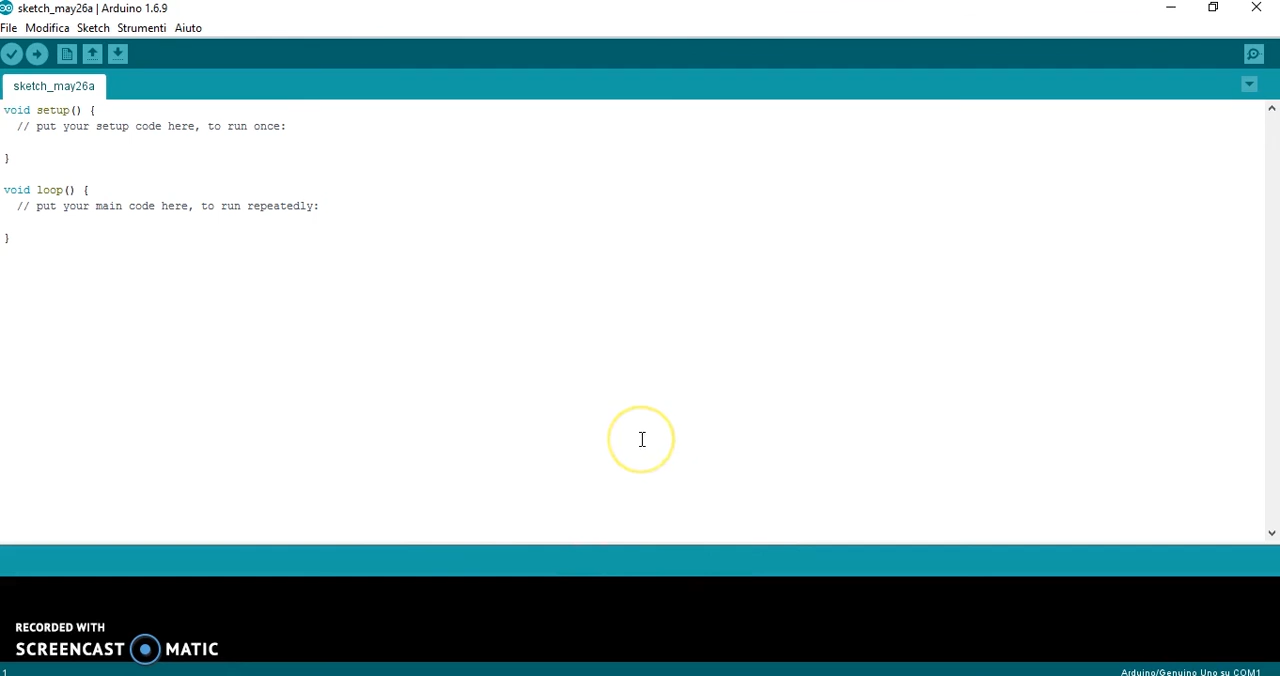 sketch_may26a | Arduino 1.6.9
File Modifica Sketch Strumenti Aiuto
sketch_may26a
void setup() {
// put your setup code here, to run once:
}
void loop() {
// put your main code here, to run repeatedly:
}
RECORDED WITH
SCREENCAST MATIC
1 Arduino/Genuino Uno su COM1